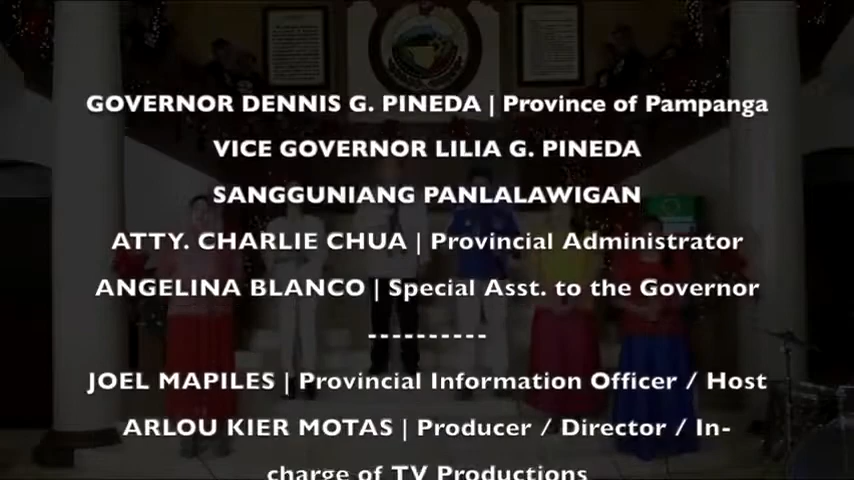 GOVERNOR DENNIS G. PINEDA | Province of Pampanga
VICE GOVERNOR LILIA G. PINEDA
SANGGUNIANG PANLALAWIGAN
ATTY. CHARLIE CHUA | Provincial Administrator
ANGELINA BLANCO | Special Asst. to the Governor
----------
JOEL MAPILES | Provincial Information Officer / Host
ARLOU KIER MOTAS | Producer / Director / In-
charge of TV Productions